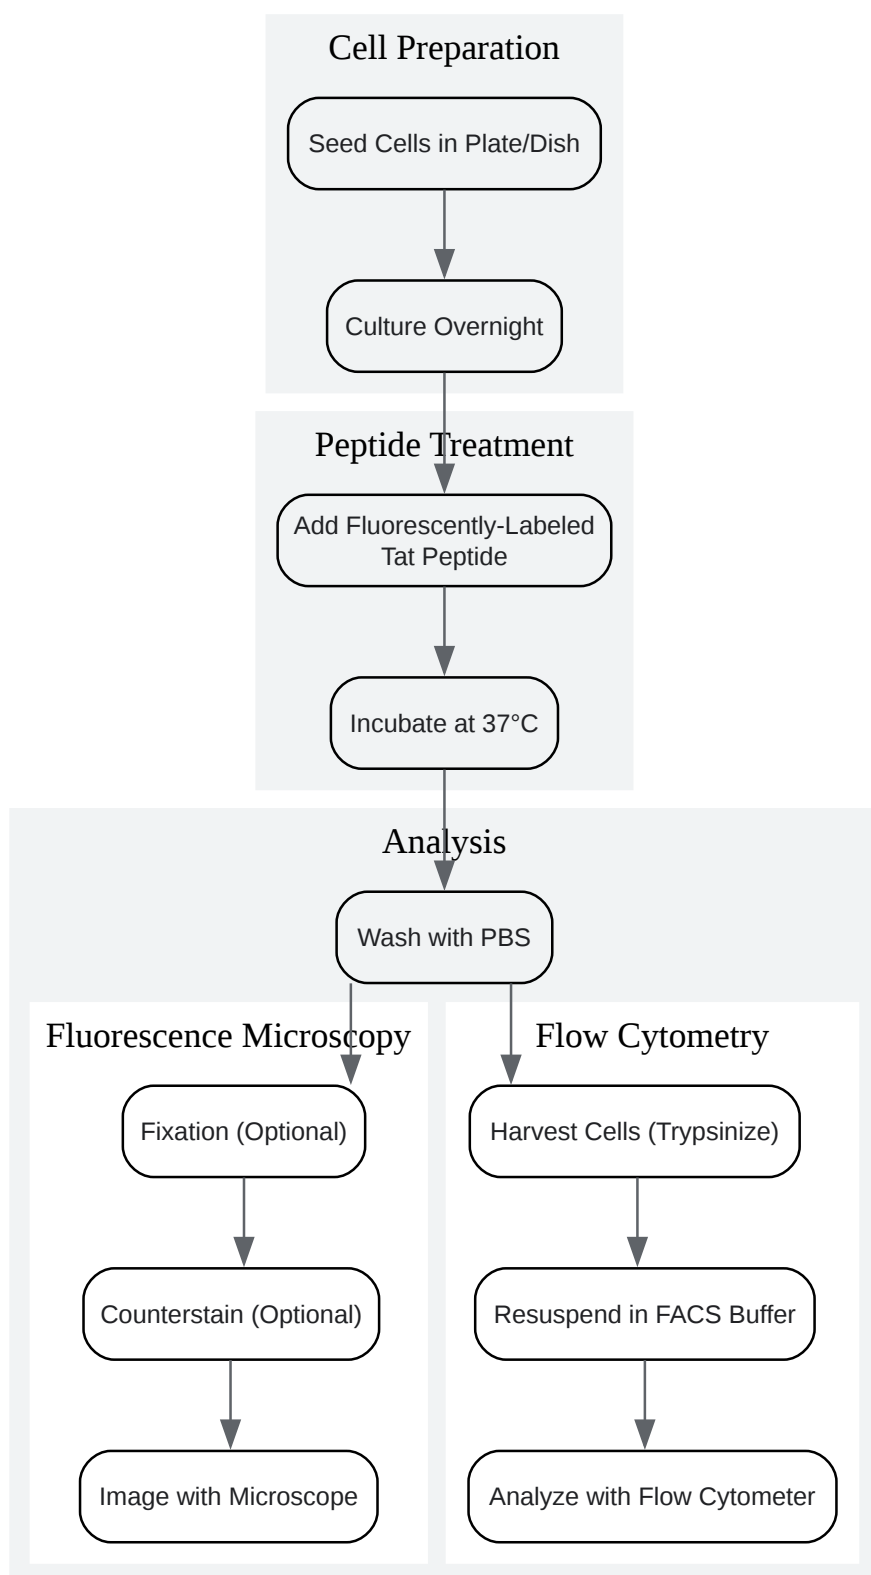 Cell Preparation
Seed Cells in Plate/Dish
Culture Overnight
Peptide Treatment
Add Fluorescently-Labeled
Tat Peptide
Incubate at 37°C
Analysis
Wash with PBS
Fluorescence Microscopy
Fixation (Optional)
Counterstain (Optional)
Image with Microscope
Flow Cytometry
Harvest Cells (Trypsinize)
Resuspend in FACS Buffer
Analyze with Flow Cytometer